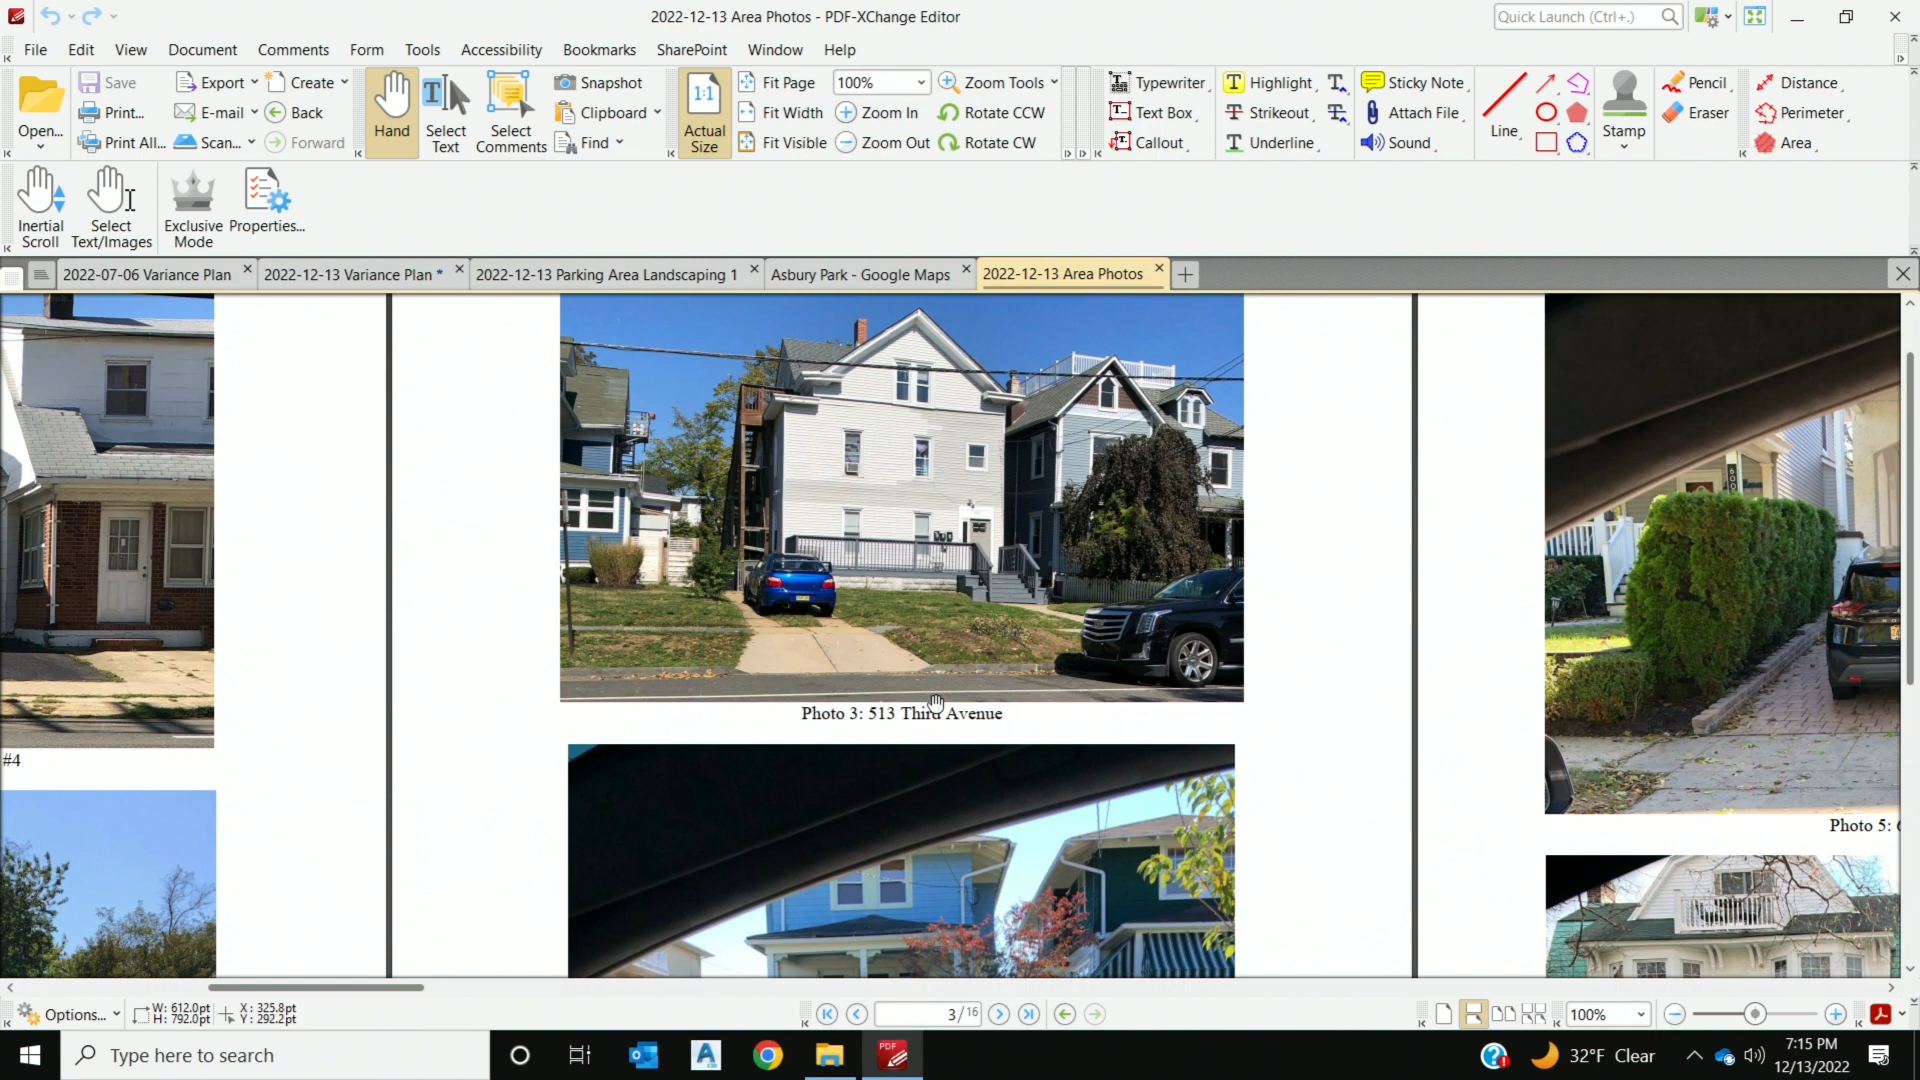 2022-12-13 Area Photos - PDF-XChange Editor
Quick Launch (Ctrl+.)
File Edit View Document Comments Form Tools Accessibility Bookmarks SharePoint Window Help
Open...
Save
Print...
Print All...
Export
E-mail
Scan...
Create
Back
Forward
Hand
Select Text
Select Comments
Snapshot
Clipboard
Find
1:1
Actual Size
Fit Page
Fit Width
Fit Visible
100%
Zoom In
Zoom Out
Zoom Tools
Rotate CCW
Rotate CW
Typewriter
Text Box
Callout
Highlight
Strikeout
Underline
Sticky Note
Attach File
Sound
Line
Stamp
Pencil
Eraser
Distance
Perimeter
Area
Inertial Scroll
Select Text/Images
Exclusive Mode
Properties...
2022-07-06 Variance Plan
2022-12-13 Variance Plan *
2022-12-13 Parking Area Landscaping 1
Asbury Park - Google Maps
2022-12-13 Area Photos
Photo 3: 513 Third Avenue
#4
600
Photo 5:
Options...
W: 612.0pt
H: 792.0pt
X: 325.8pt
Y: 292.2pt
3/16
100%
Type here to search
PDF
32°F Clear
7:15 PM
12/13/2022